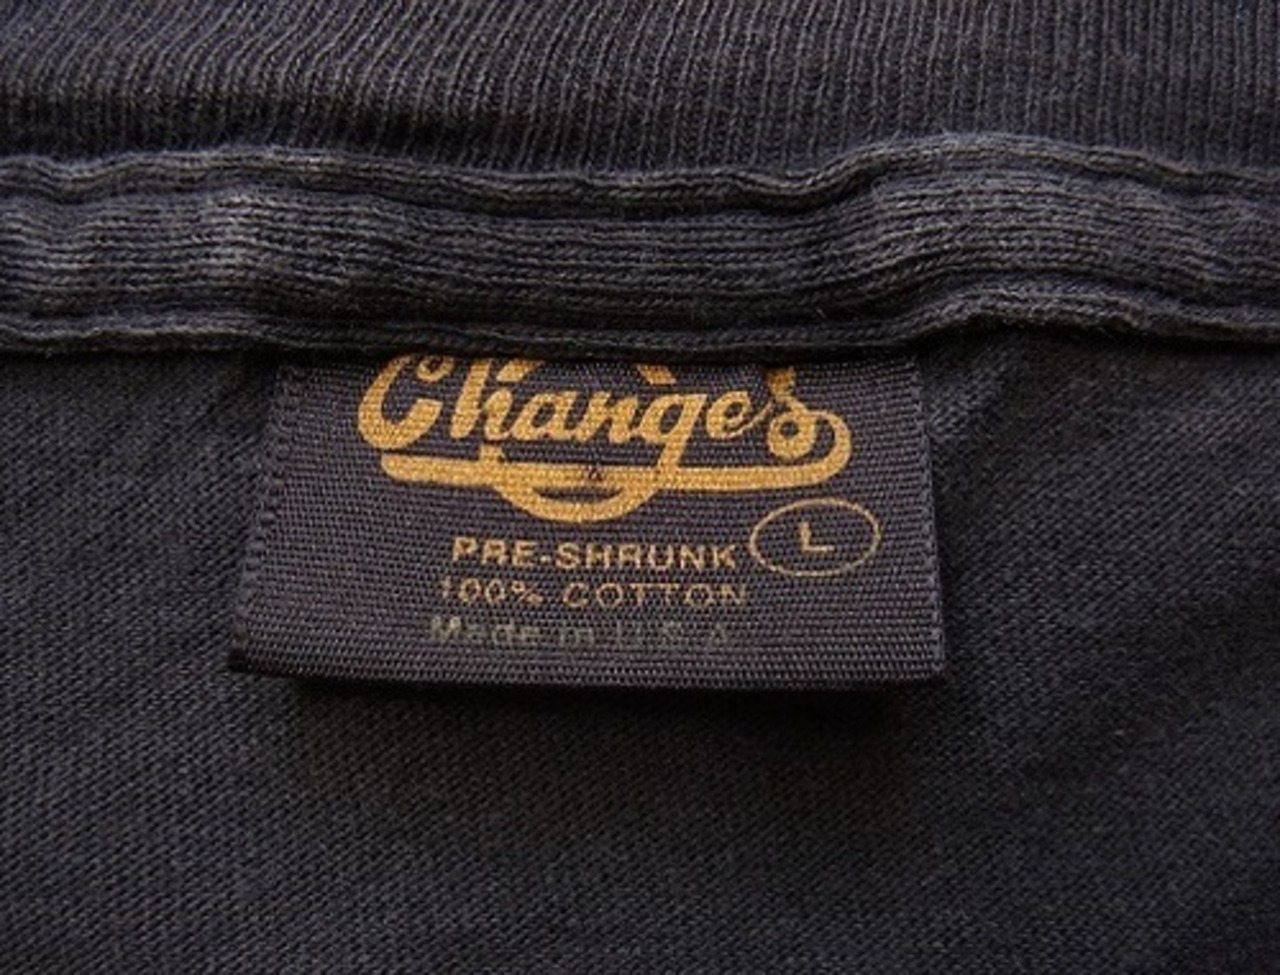 Changes
PRE-SHRUNK L
100% COTTON
Made in U.S.A.